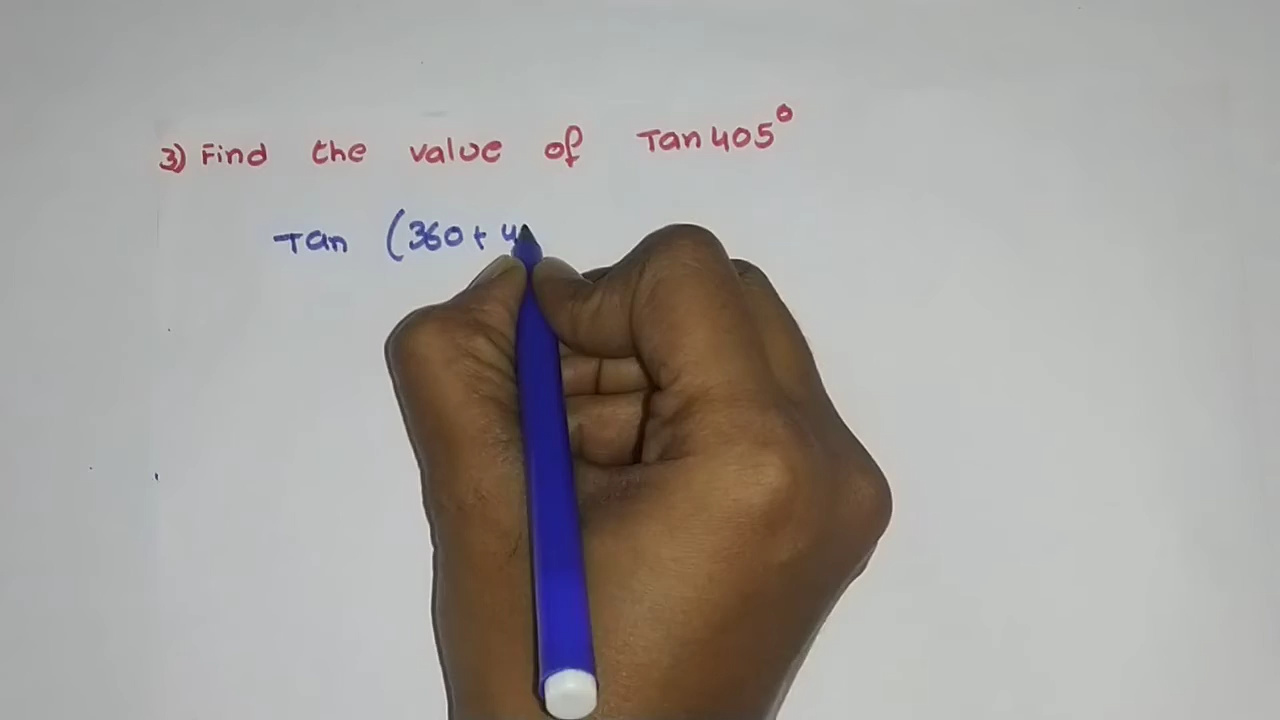 3) Find the value of Tan 405°
Tan (360 + 4